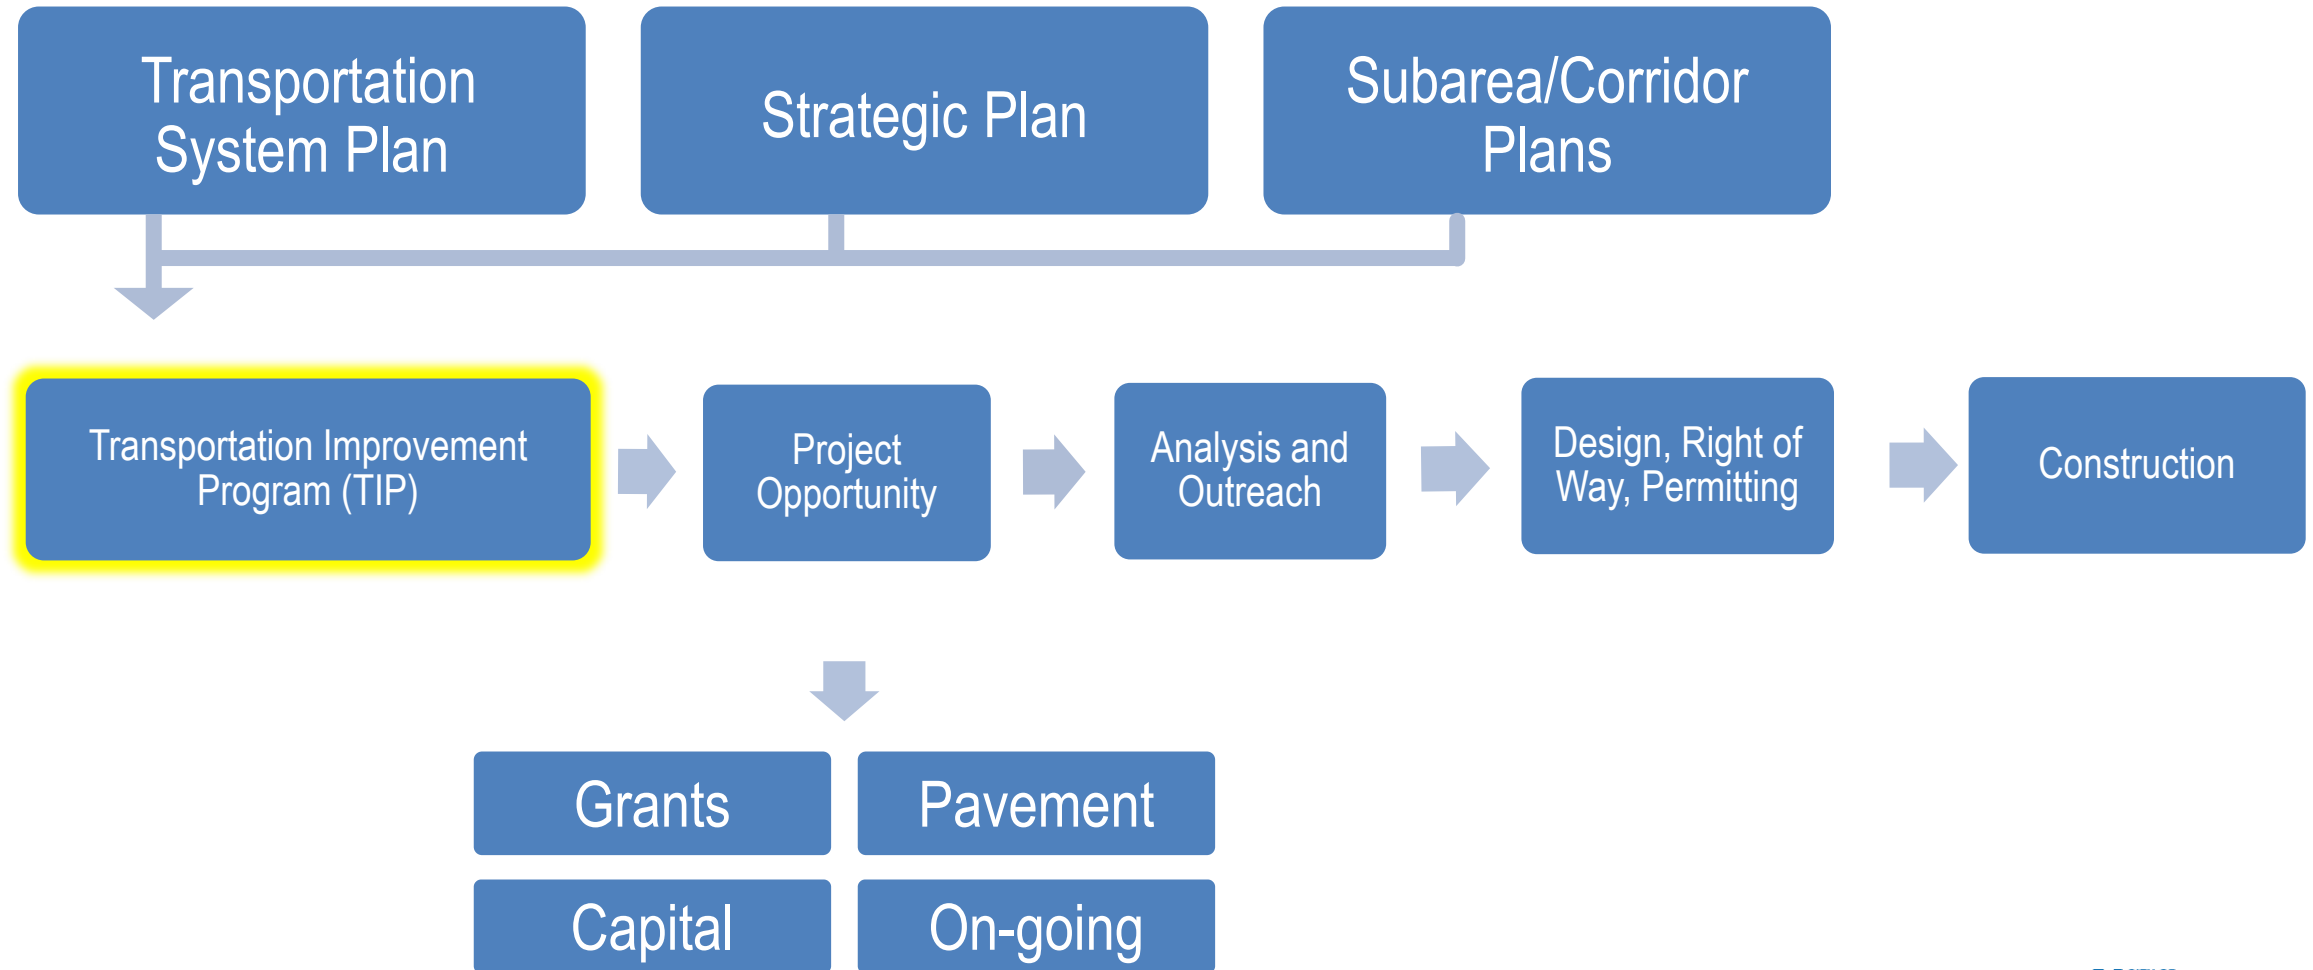 Transportation
System Plan
Strategic Plan
Subarea/Corridor
Plans
Transportation Improvement
Program (TIP)
Project
Opportunity
Analysis and
Outreach
Design, Right of
Way, Permitting
Construction
Grants
Pavement
Capital
On-going